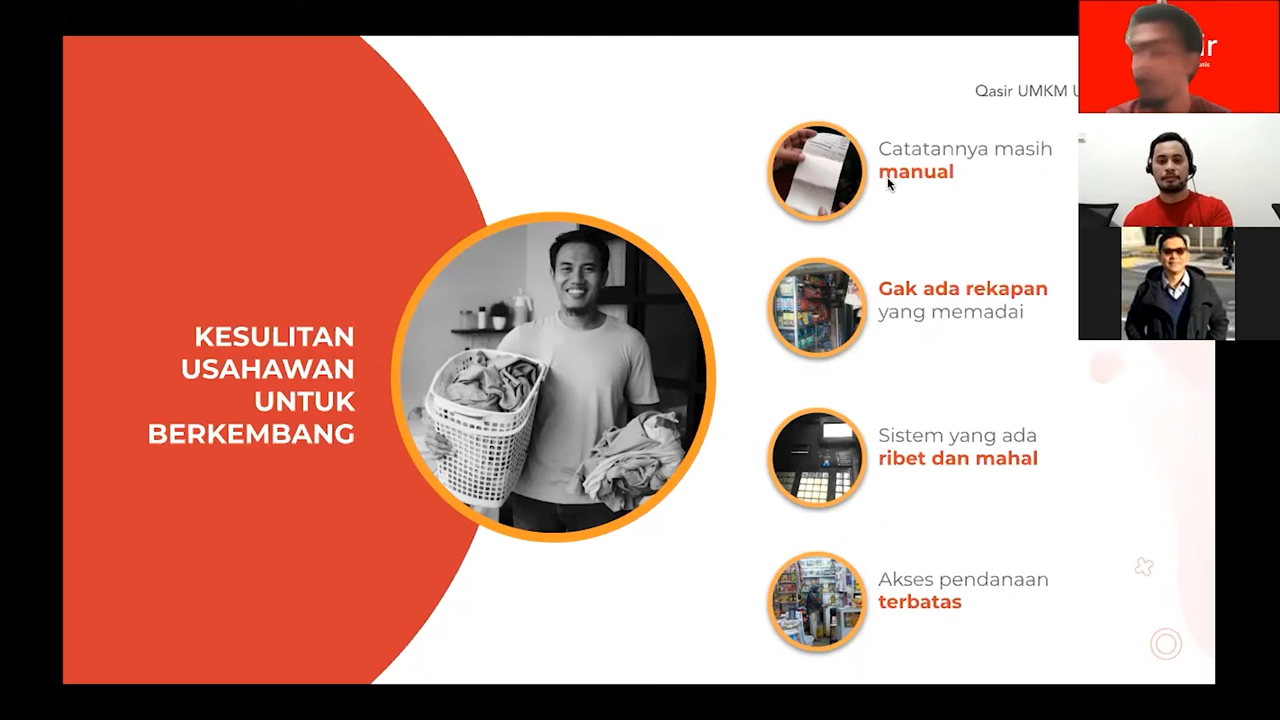 Qasir UMKM
KESULITAN
USAHAWAN
UNTUK
BERKEMBANG
Catatannya masih
manual
Gak ada rekapan
yang memadai
Sistem yang ada
ribet dan mahal
Akses pendanaan
terbatas